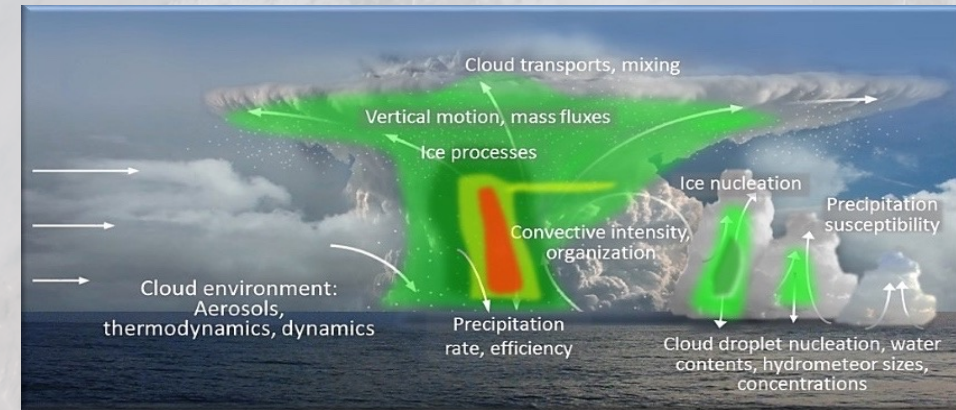 Cloud transports, mixing
Vertical motion, mass fluxes
Ice processes
Ice nucleation
Precipitation
susceptibility
Convective intensity,
organization
Cloud environment:
Aerosols,
thermodynamics, dynamics
Precipitation
rate, efficiency
Cloud droplet nucleation, water
contents, hydrometeor sizes,
concentrations